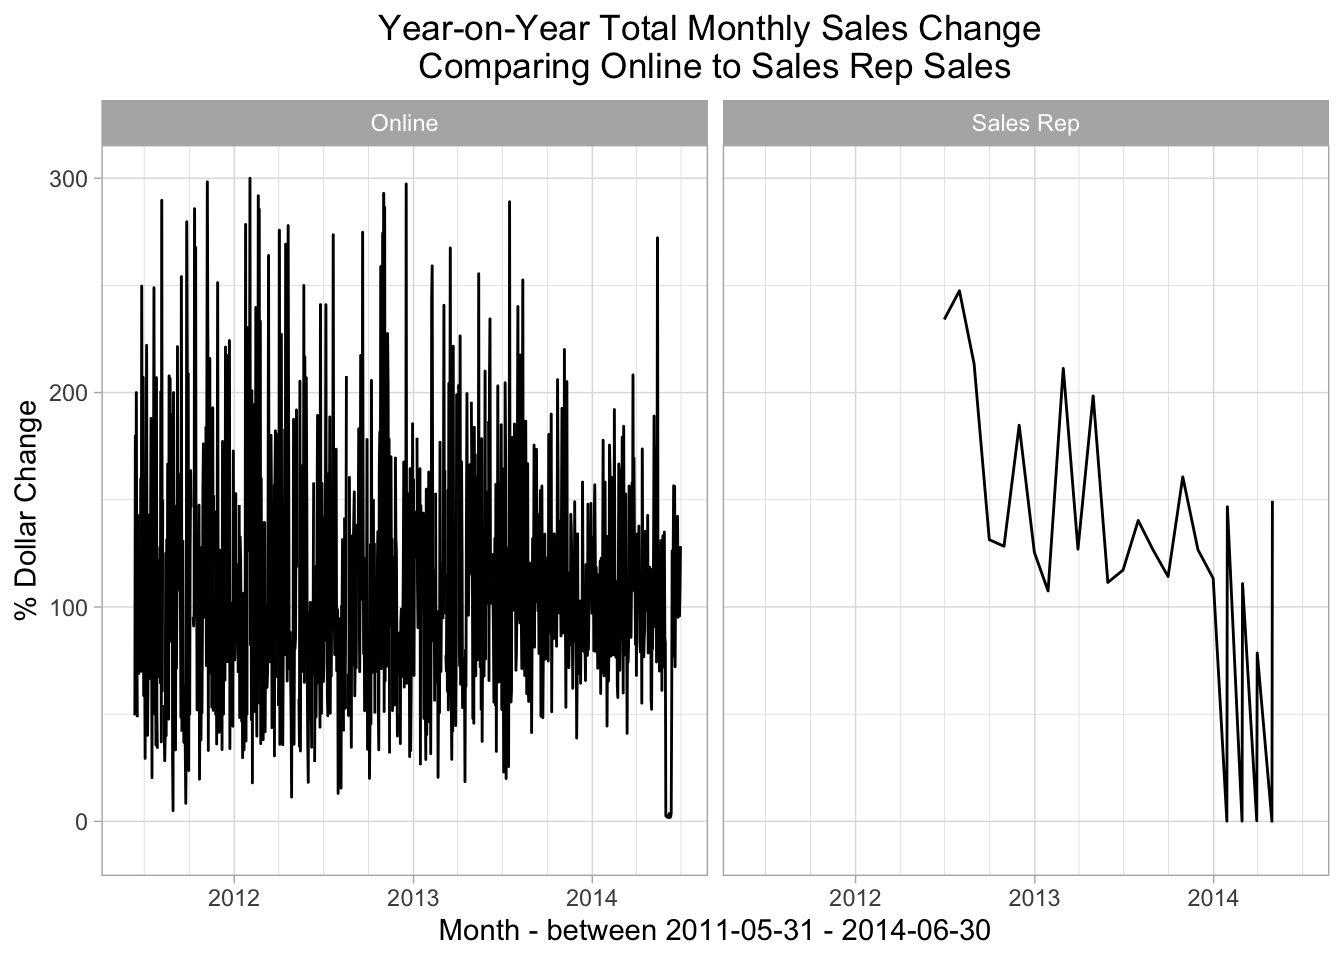 Year-on-Year Total Monthly Sales Change
Comparing Online to Sales Rep Sales
Online
Sales Rep
300
200
100
0
% Dollar Change
2012
2013
2014
2012
2013
2014
Month - between 2011-05-31 - 2014-06-30